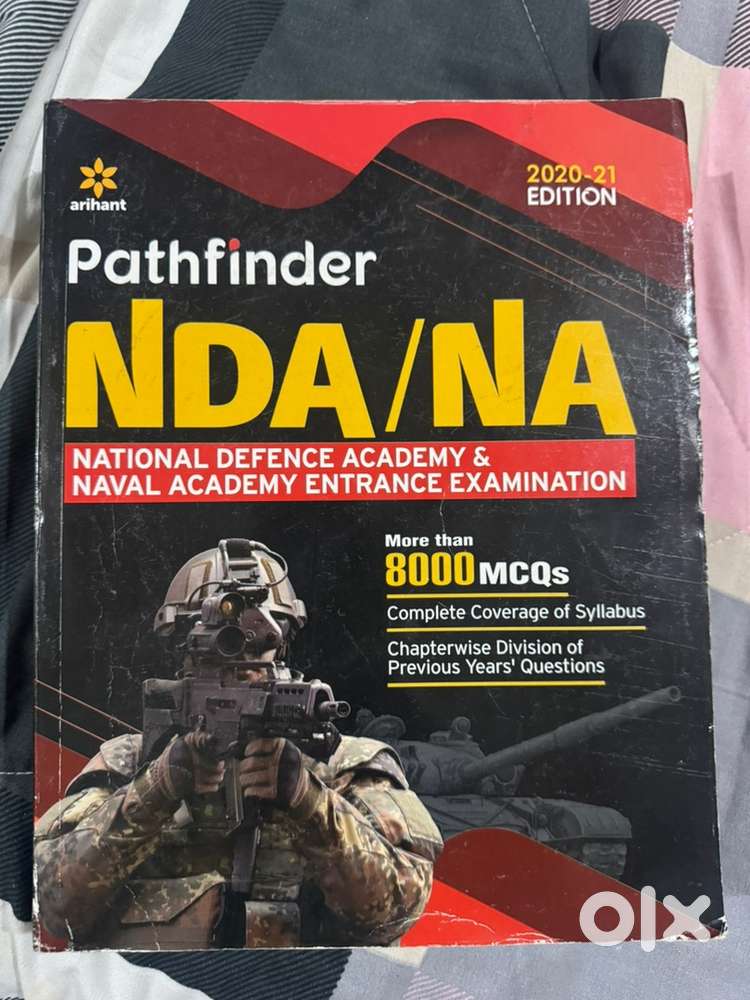 arihant
2020-21
EDITION
Pathfinder
NDA/NA
NATIONAL DEFENCE ACADEMY &
NAVAL ACADEMY ENTRANCE EXAMINATION
More than
8000 MCQs
Complete Coverage of Syllabus
Chapterwise Division of
Previous Years' Questions
olx